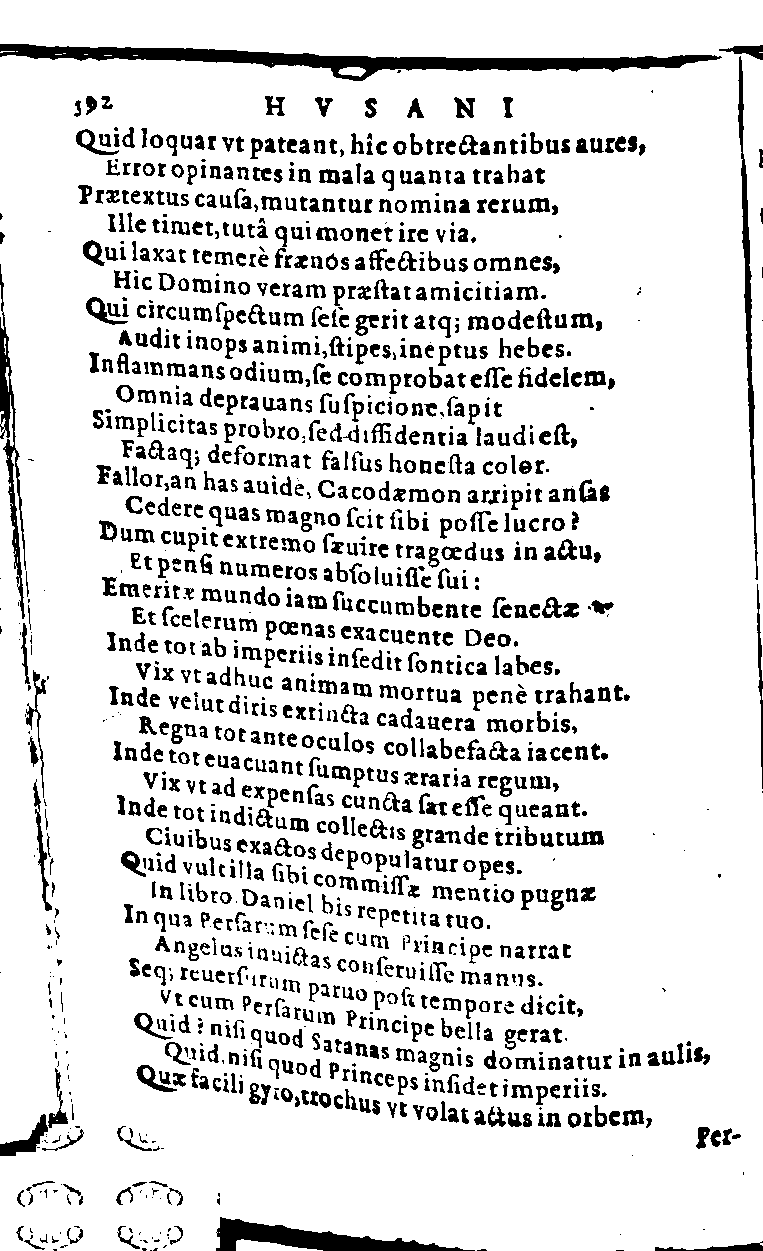 392 H V S A N I
Quid loquar vt pateant, hîc obtrectantibus aures,
Error opinantes in mala quanta trahat
Prætextus cauſa, mutantur nomina rerum,
Ille timet, tutâ qui monet ire via.
Qui laxat temerè frænos affectibus omnes,
Hic Domino veram præſtat amicitiam.
Qui circumſpectum ſeſe gerit atq; modeſtum,
Audit inops animi, ſtipes, ineptus hebes.
Inflammans odium, ſe comprobat eſſe fidelem,
Omnia deprauans ſuſpicione, ſapit
Simplicitas probro, ſed diffidentia laudi eſt,
Factaq; deformat falſus honeſta color.
Fallor, an has auidè, Cacodæmon arripit anſas
Cedere quas magno ſcit ſibi poſſe lucro?
Dum cupit extremo ſæuire tragœdus in actu,
Et penſi numeros abſoluiſſe ſui:
Emeritæ mundo iam ſuccumbente ſenectæ
Et ſcelerum pœnas exacuente Deo.
Inde tot ab imperiis inſedit ſontica labes.
Vix vt adhuc animam mortua penè trahant.
Inde velut diris extincta cadauera morbis,
Regna tot ante oculos collabefacta iacent.
Inde tot euacuant ſumptus æraria regum,
Vix vt ad expenſas cuncta ſat eſſe queant.
Inde tot indictum collectis grande tributum
Ciuibus exactos depopulatur opes.
Quid vult illa ſibi commiſſæ mentio pugnæ
In libro Daniel bis repetita tuo.
In qua Perſarum ſeſe cum Principe narrat
Angelus inuictas conſeruiſſe manus.
Seq; reuerſurum paruo poſt tempore dicit,
Vt cum Perſarum Principe bella gerat.
Quid? niſi quod Satanas magnis dominatur in aulis,
Quid. niſi quod Princeps inſidet imperiis.
Quæ facili gyro, trochus vt volat actus in orbem,
Per-